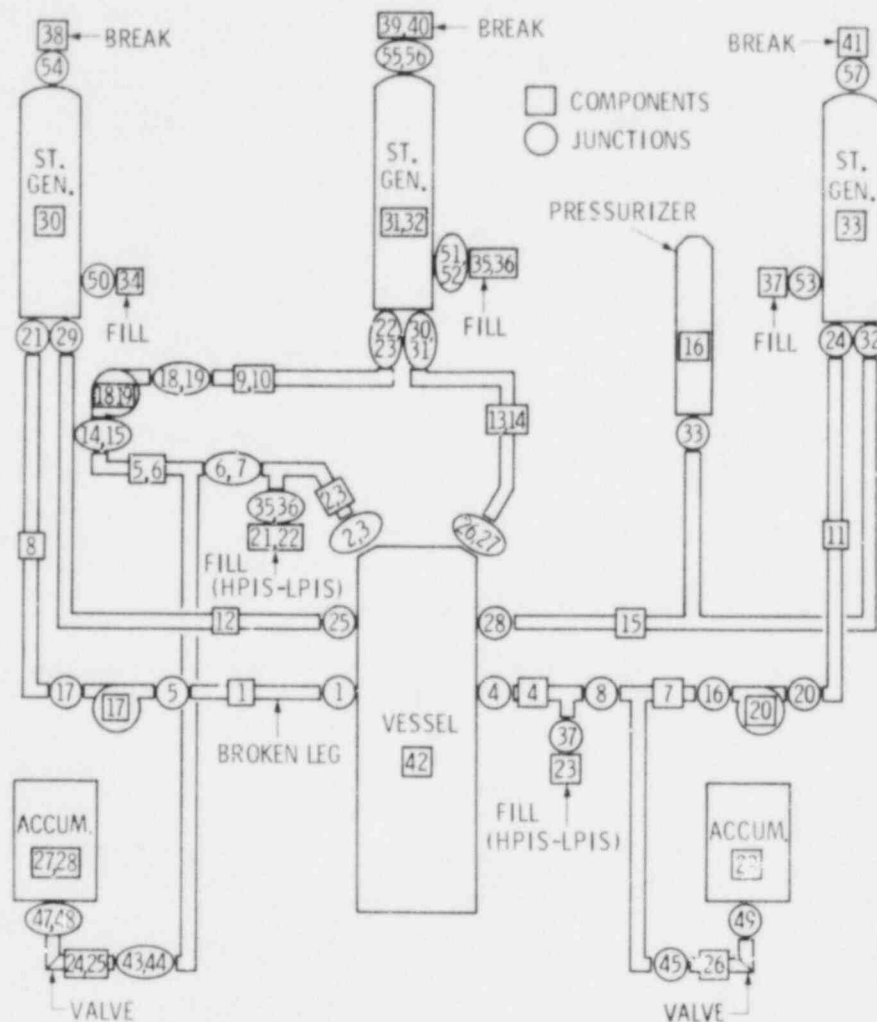 38
BREAK
54
39,40
BREAK
55,56
BREAK
41
57
COMPONENTS
JUNCTIONS
ST.
GEN.
30
ST.
GEN.
31,32
ST.
GEN.
33
PRESSURIZER
50
34
FILL
51,
52
35,36
FILL
37
53
FILL
16
21
29
22
23
30,
31
24
32
18,19
18,19
9,10
13,14
33
14,15
5,6
6,7
2,3
35,36
21,22
2,3
26,27
FILL
(HPIS-LPIS)
8
11
12
25
28
15
17
17
5
1
1
BROKEN LEG
VESSEL
42
4
4
8
7
16
20
20
37
23
FILL
(HPIS-LPIS)
ACCUM.
27,28
ACCUM.
47,48
49
24,25
43,44
45
26
VALVE
VALVE